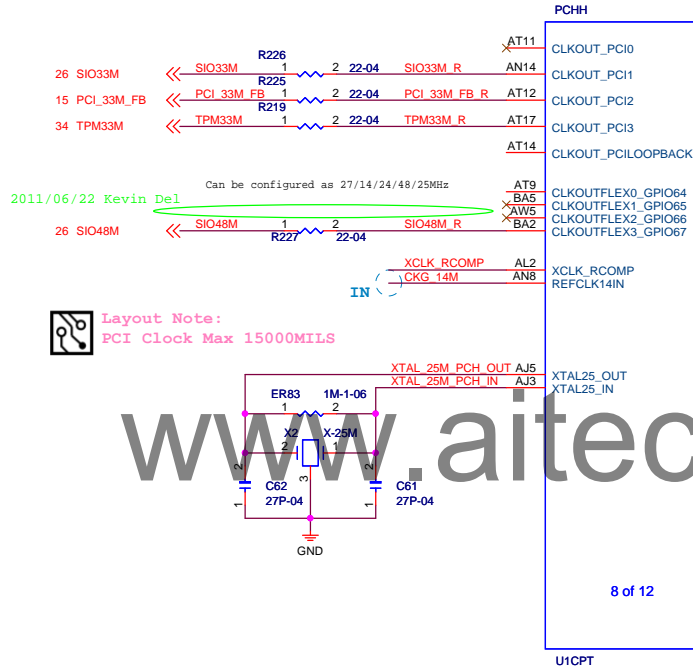 PCHH
AT11 CLKOUT_PCI0
R226
26 SIO33M SIO33M 1 2 22-04 SIO33M_R AN14 CLKOUT_PCI1
R225
15 PCI_33M_FB PCI_33M_FB 1 2 22-04 PCI_33M_FB_R AT12 CLKOUT_PCI2
R219
34 TPM33M TPM33M 1 2 22-04 TPM33M_R AT17 CLKOUT_PCI3
AT14 CLKOUT_PCILOOPBACK
Can be configured as 27/14/24/48/25MHz
2011/06/22 Kevin Del
AT9 CLKOUTFLEX0_GPIO64
BA5 CLKOUTFLEX1_GPIO65
AW5 CLKOUTFLEX2_GPIO66
26 SIO48M SIO48M 1 2 SIO48M_R BA2 CLKOUTFLEX3_GPIO67
R227 22-04
XCLK_RCOMP AL2 XCLK_RCOMP
CKG_14M AN8 REFCLK14IN
IN
Layout Note:
PCI Clock Max 15000MILS
XTAL_25M_PCH_OUT AJ5 XTAL25_OUT
XTAL_25M_PCH_IN AJ3 XTAL25_IN
ER83 1M-1-06
1 2
www.aitec
X2 X-25M
2 1
3
2 2
C62 C61
27P-04 27P-04
1 1
GND
8 of 12
U1CPT